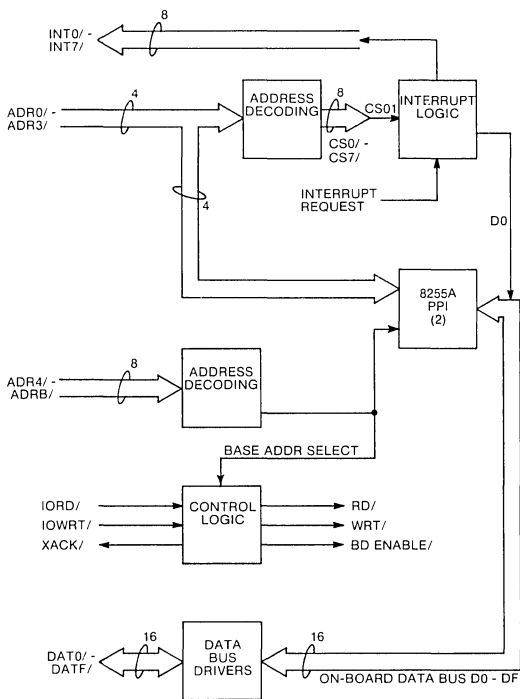 8
INT0/ -
INT7/
4
ADR0/ -
ADR3/
ADDRESS
DECODING
8
CS01
CS0/ -
CS7/
INTERRUPT
LOGIC
4
INTERRUPT
REQUEST
D0
8255A
PPI
(2)
8
ADR4/ -
ADRB/
ADDRESS
DECODING
BASE ADDR SELECT
IORD/
IOWRT/
XACK/
CONTROL
LOGIC
RD/
WRT/
BD ENABLE/
16
DAT0/ -
DATF/
DATA
BUS
DRIVERS
16
ON-BOARD DATA BUS D0 - DF